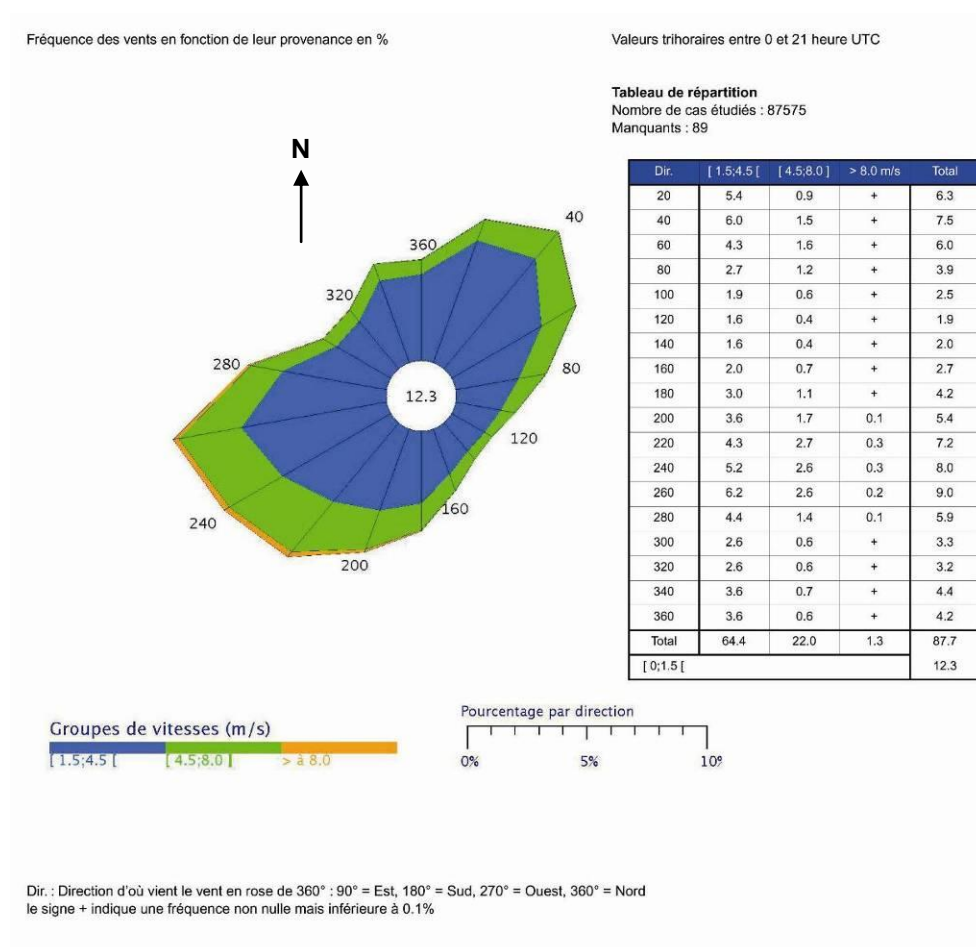 Fréquence des vents en fonction de leur provenance en %
Valeurs trihoraires entre 0 et 21 heure UTC
Tableau de répartition
Nombre de cas étudiés : 87575
Manquants : 89
N
40
360
320
280
80
12.3
120
160
240
200
Dir. [ 1.5;4.5 [ [ 4.5;8.0 ] > 8.0 m/s Total
20 5.4 0.9 + 6.3
40 6.0 1.5 + 7.5
60 4.3 1.6 + 6.0
80 2.7 1.2 + 3.9
100 1.9 0.6 + 2.5
120 1.6 0.4 + 1.9
140 1.6 0.4 + 2.0
160 2.0 0.7 + 2.7
180 3.0 1.1 + 4.2
200 3.6 1.7 0.1 5.4
220 4.3 2.7 0.3 7.2
240 5.2 2.6 0.3 8.0
260 6.2 2.6 0.2 9.0
280 4.4 1.4 0.1 5.9
300 2.6 0.6 + 3.3
320 2.6 0.6 + 3.2
340 3.6 0.7 + 4.4
360 3.6 0.6 + 4.2
Total 64.4 22.0 1.3 87.7
[ 0;1.5 [ 12.3
Groupes de vitesses (m/s)
[ 1.5;4.5 [ [ 4.5;8.0 ] > à 8.0
Pourcentage par direction
0% 5% 10%
Dir. : Direction d'où vient le vent en rose de 360° : 90° = Est, 180° = Sud, 270° = Ouest, 360° = Nord
le signe + indique une fréquence non nulle mais inférieure à 0.1%